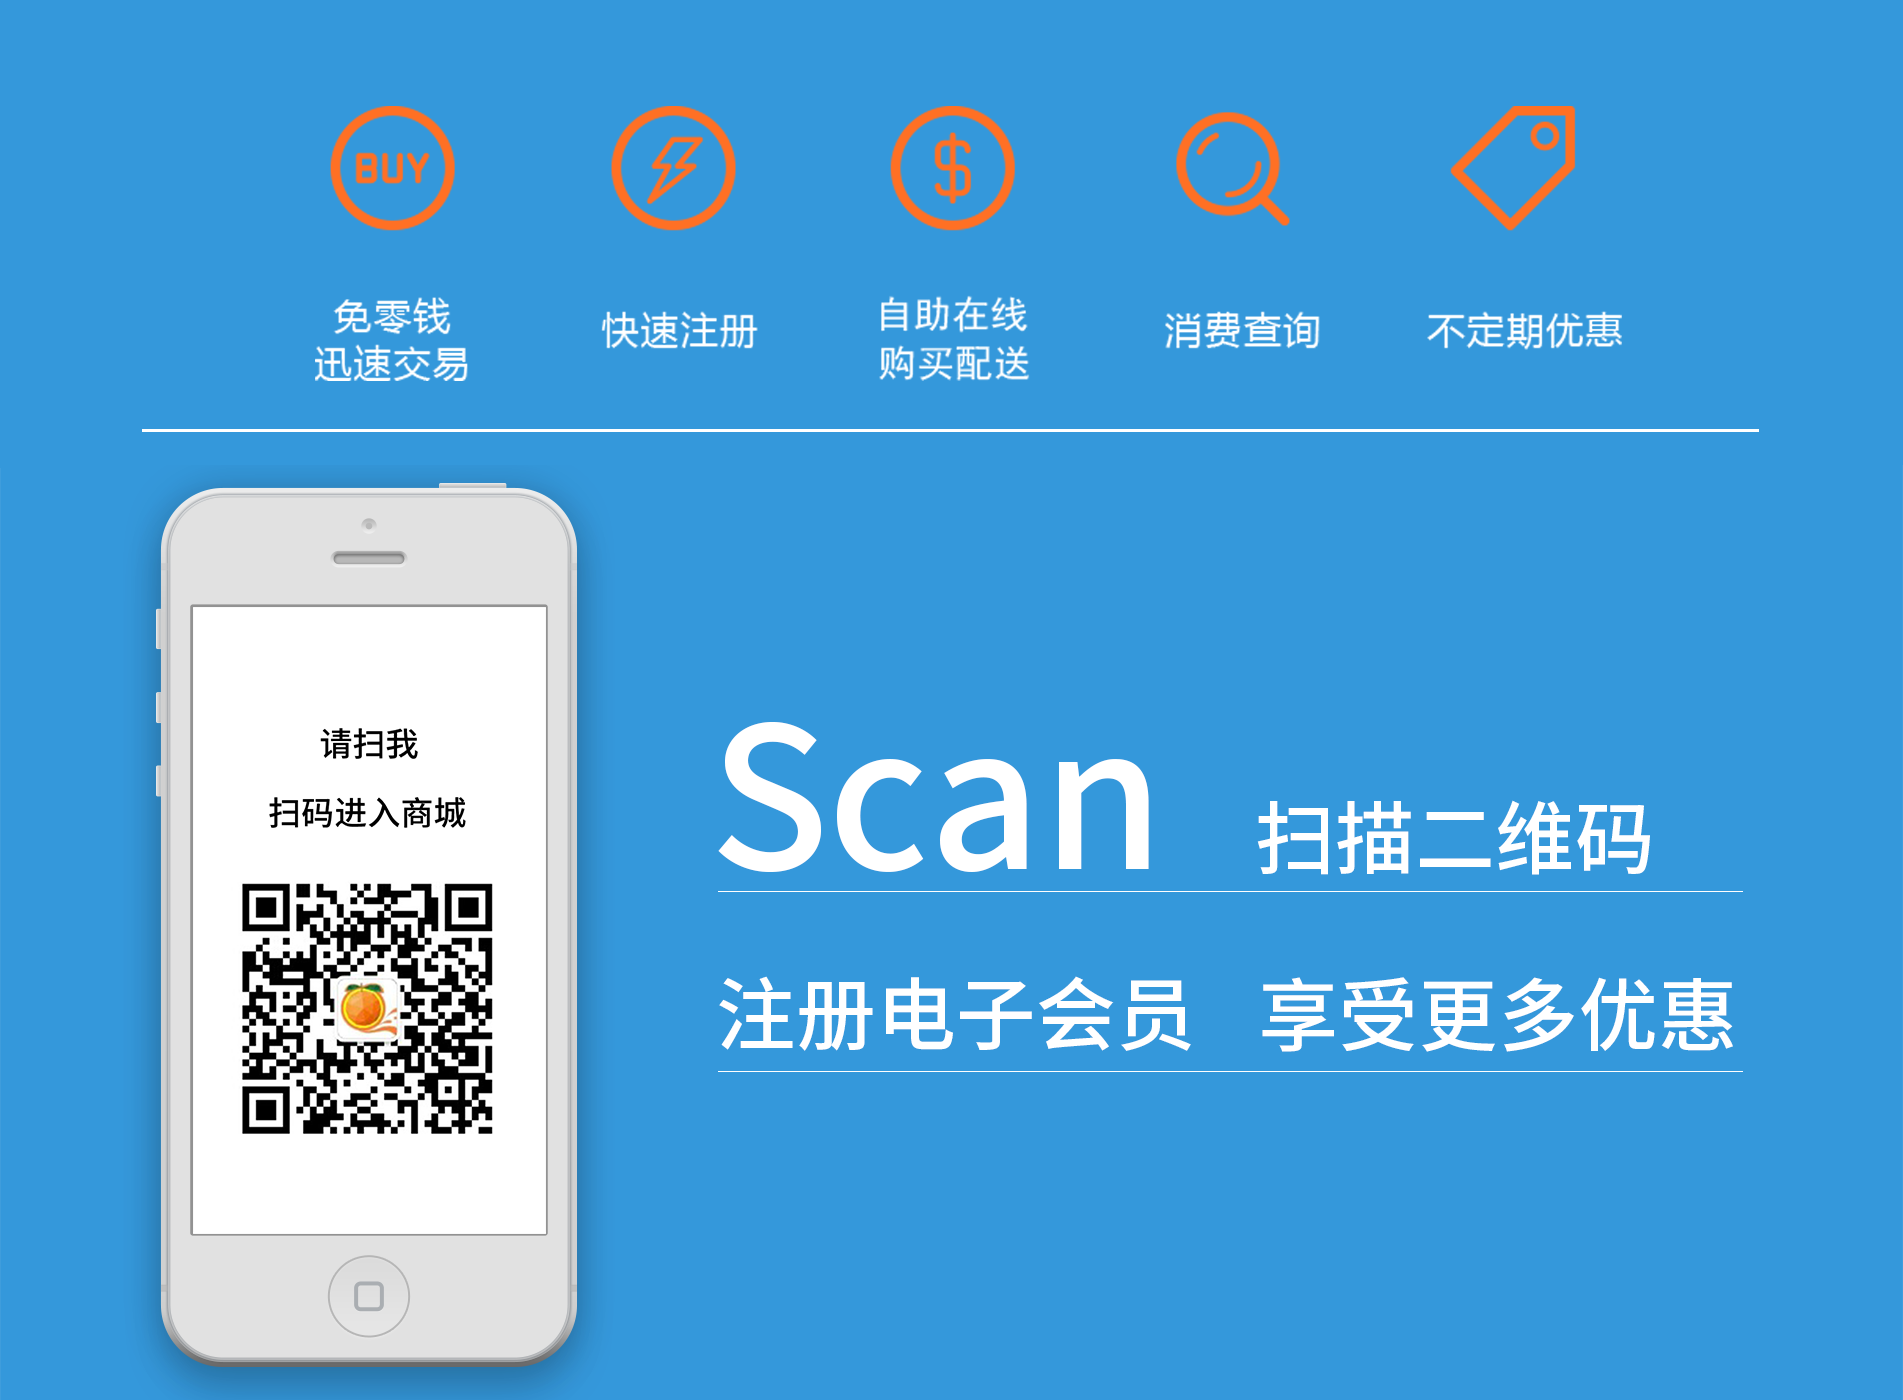 BUY
$
免零钱
迅速交易
快速注册
自助在线
购买配送
消费查询
不定期优惠
请扫我
扫码进入商城
Scan 扫描二维码
注册电子会员 享受更多优惠